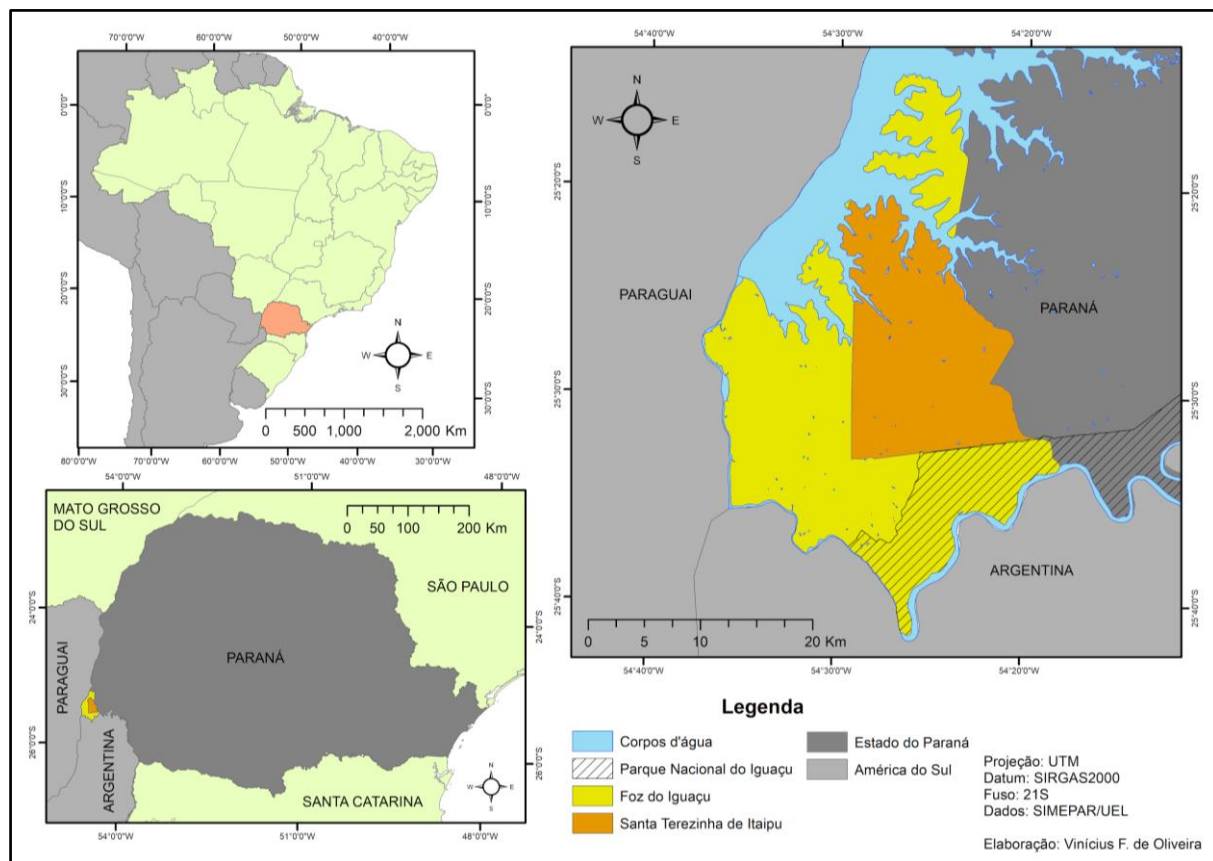 70°0'0"W 60°0'0"W 50°0'0"W 40°0'0"W
0°0'0"
10°0'0"S
20°0'0"S
30°0'0"S
0°0'0"
10°0'0"S
20°0'0"S
30°0'0"S
N
W E
S
0 500 1,000 2,000 Km
80°0'0"W 70°0'0"W 60°0'0"W 50°0'0"W 40°0'0"W 30°0'0"W
54°0'0"W 51°0'0"W 48°0'0"W
MATO GROSSO
DO SUL
0 50 100 200 Km
SÃO PAULO
24°0'0"S
24°0'0"S
PARANÁ
PARAGUAI
ARGENTINA
26°0'0"S
26°0'0"S
SANTA CATARINA
N
W E
S
54°0'0"W 51°0'0"W 48°0'0"W
54°40'0"W 54°30'0"W 54°20'0"W
N
W E
S
25°20'0"S
25°20'0"S
PARAGUAI
PARANÁ
25°30'0"S
25°30'0"S
ARGENTINA
25°40'0"S
25°40'0"S
0 5 10 20 Km
54°40'0"W 54°30'0"W 54°20'0"W
Legenda
Corpos d'água
Parque Nacional do Iguaçu
Foz do Iguaçu
Santa Terezinha de Itaipu
Estado do Paraná
América do Sul
Projeção: UTM
Datum: SIRGAS2000
Fuso: 21S
Dados: SIMEPAR/UEL
Elaboração: Vinícius F. de Oliveira